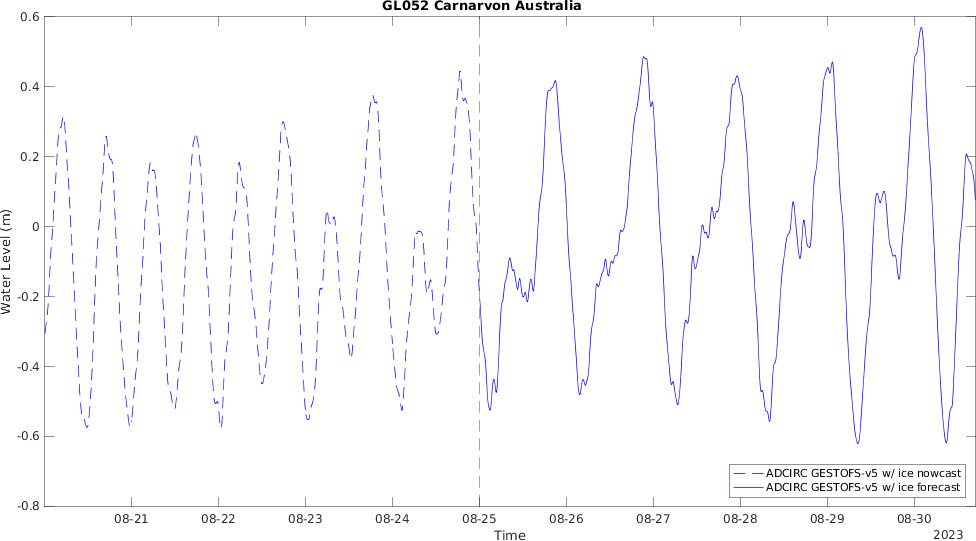 GL052 Carnarvon Australia
0.6
0.4
0.2
0
-0.2
-0.4
-0.6
-0.8
Water Level (m)
ADCIRC GESTOFS-v5 w/ ice nowcast
ADCIRC GESTOFS-v5 w/ ice forecast
08-21 08-22 08-23 08-24 08-25 08-26 08-27 08-28 08-29 08-30
Time
2023